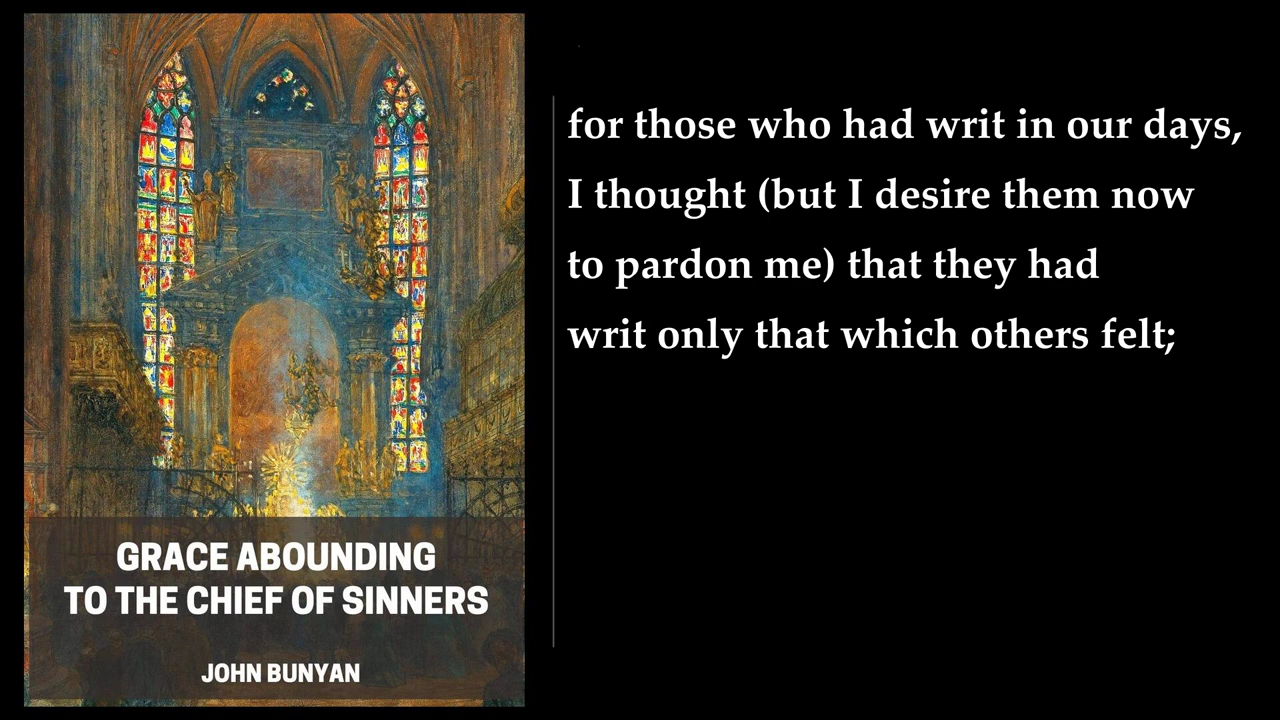 for those who had writ in our days,
I thought (but I desire them now
to pardon me) that they had
writ only that which others felt;
GRACE ABOUNDING
TO THE CHIEF OF SINNERS
JOHN BUNYAN